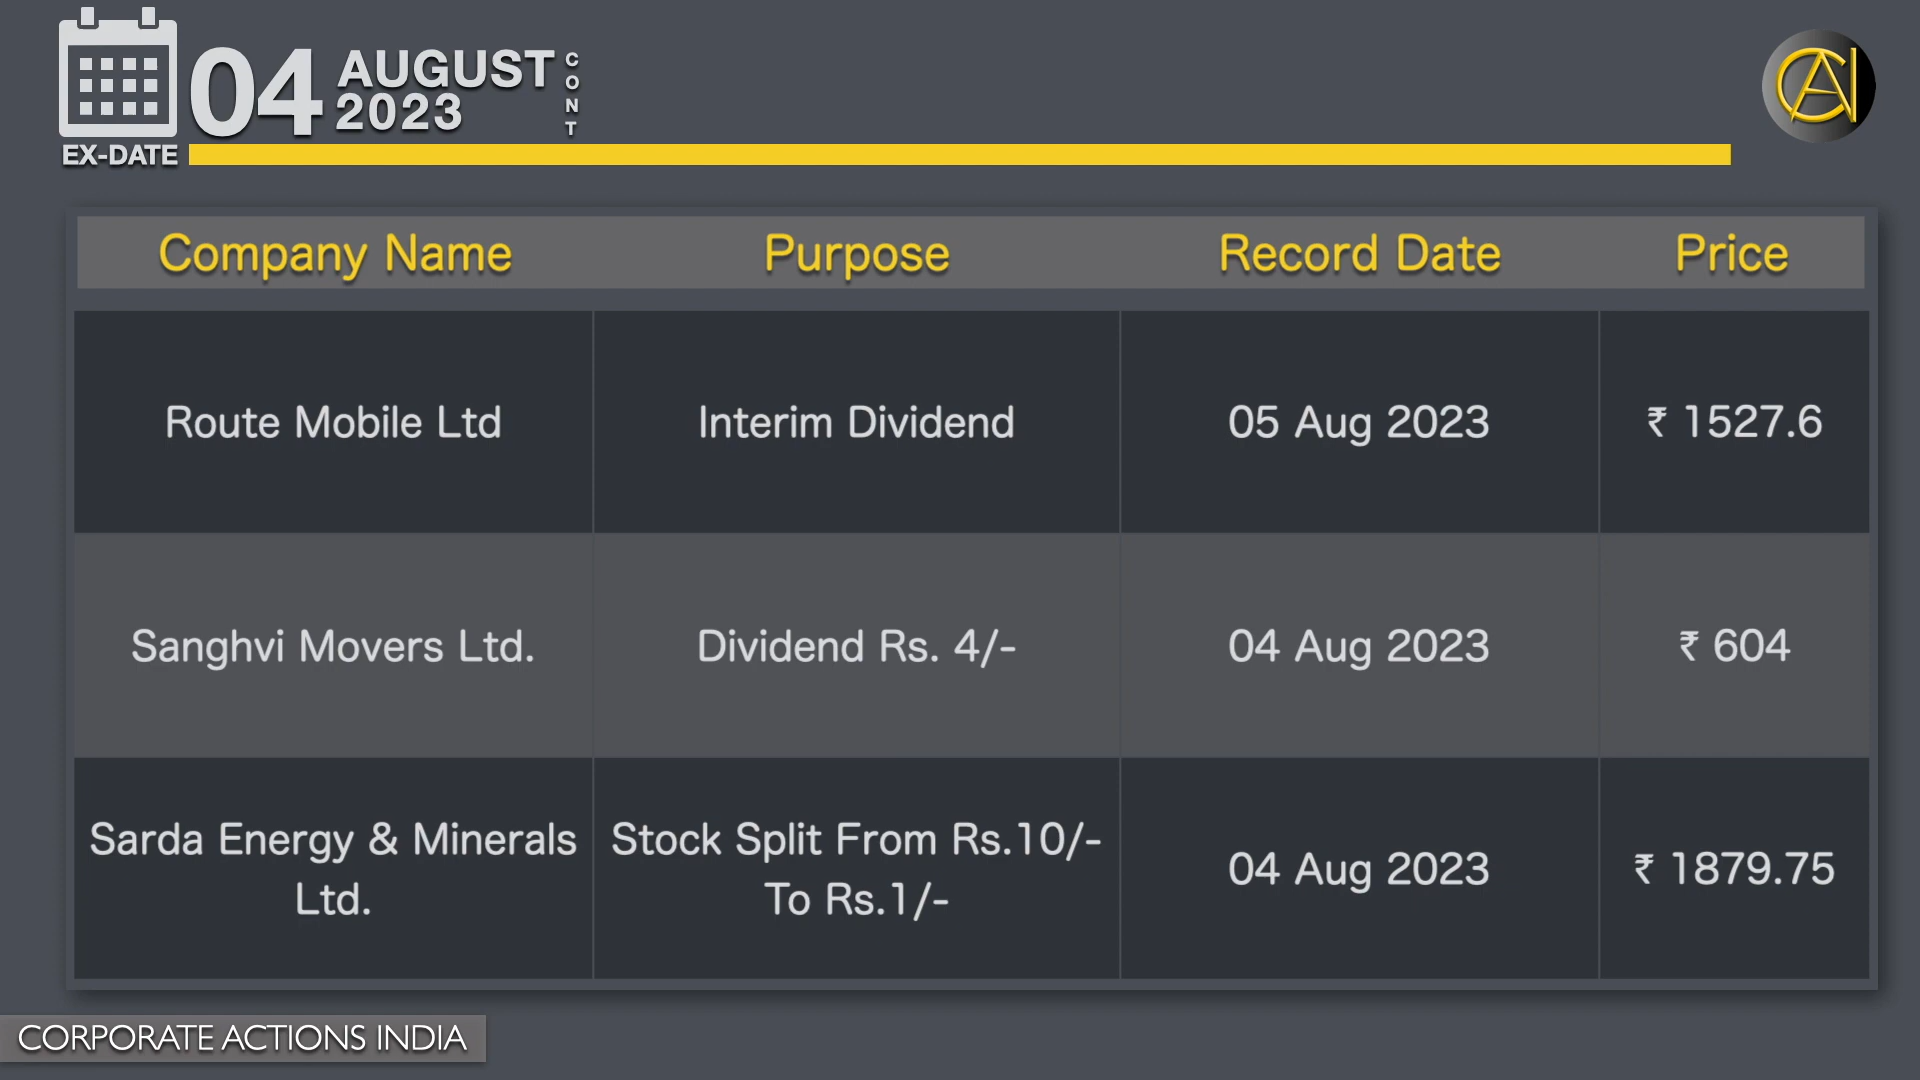 04 AUGUST CONT
2023
EX-DATE
CAI
Company Name Purpose Record Date Price
Route Mobile Ltd Interim Dividend 05 Aug 2023 ₹ 1527.6
Sanghvi Movers Ltd. Dividend Rs. 4/- 04 Aug 2023 ₹ 604
Sarda Energy & Minerals Stock Split From Rs.10/- 04 Aug 2023 ₹ 1879.75
Ltd. To Rs.1/-
CORPORATE ACTIONS INDIA